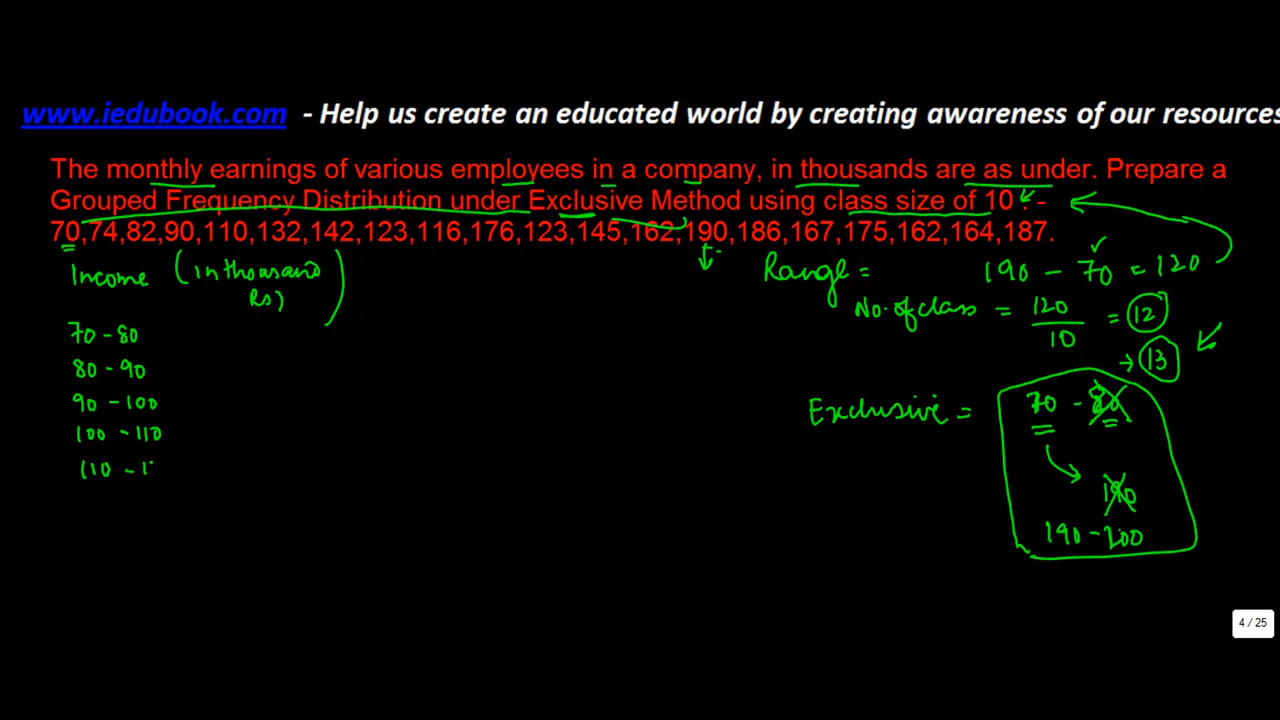 www.iedubook.com - Help us create an educated world by creating awareness of our resources
The monthly earnings of various employees in a company, in thousands are as under. Prepare a
Grouped Frequency Distribution under Exclusive Method using class size of 10 : -
70,74,82,90,110,132,142,123,116,176,123,145,162,190,186,167,175,162,164,187.
Income (in thousand
Rs)
70 - 80
80 - 90
90 - 100
100 - 110
110 - 1
Range = 190 - 70 = 120
No. of class = 120
10
= 12
→ 13
Exclusive = 70 - 80
190
190 - 200
4 / 25